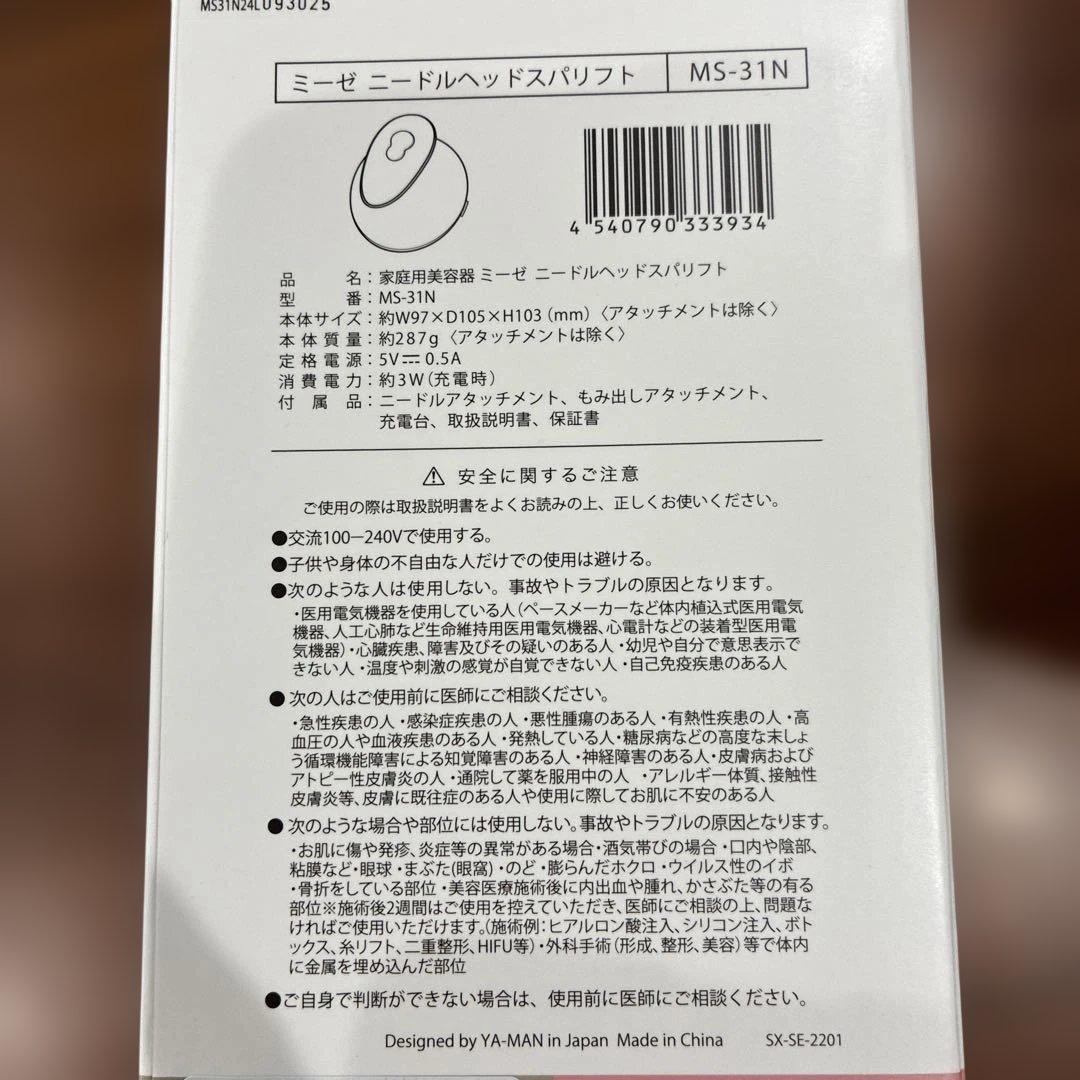 MS31N24L093025
ミーゼ ニードルヘッドスパリフト MS-31N
4 540790 333934
品名：家庭用美容器 ミーゼ ニードルヘッドスパリフト
型番：MS-31N
本体サイズ：約W97×D105×H103（mm）〈アタッチメントは除く〉
本体質量：約287g〈アタッチメントは除く〉
定格電源：5V⎓0.5A
消費電力：約3W（充電時）
付属品：ニードルアタッチメント、もみ出しアタッチメント、
充電台、取扱説明書、保証書
⚠ 安全に関するご注意
ご使用の際は取扱説明書をよくお読みの上、正しくお使いください。
●交流100－240Vで使用する。
●子供や身体の不自由な人だけでの使用は避ける。
●次のような人は使用しない。事故やトラブルの原因となります。
・医用電気機器を使用している人（ペースメーカーなど体内植込式医用電気
機器、人工心肺など生命維持用医用電気機器、心電計などの装着型医用電
気機器）・心臓疾患、障害及びその疑いのある人・幼児や自分で意思表示で
きない人・温度や刺激の感覚が自覚できない人・自己免疫疾患のある人
●次の人はご使用前に医師にご相談ください。
・急性疾患の人・感染症疾患の人・悪性腫瘍のある人・有熱性疾患の人・高
血圧の人や血液疾患のある人・発熱している人・糖尿病などの高度な末しょ
う循環機能障害による知覚障害のある人・神経障害のある人・皮膚病および
アトピー性皮膚炎の人・通院して薬を服用中の人 ・アレルギー体質、接触性
皮膚炎等、皮膚に既往症のある人や使用に際してお肌に不安のある人
●次のような場合や部位には使用しない。事故やトラブルの原因となります。
・お肌に傷や発疹、炎症等の異常がある場合・酒気帯びの場合・口内や陰部、
粘膜など・眼球・まぶた(眼窩)・のど・膨らんだホクロ・ウイルス性のイボ
・骨折をしている部位・美容医療施術後に内出血や腫れ、かさぶた等の有る
部位※施術後2週間はご使用を控えていただき、医師にご相談の上、問題な
ければご使用いただけます。（施術例：ヒアルロン酸注入、シリコン注入、ボト
ックス、糸リフト、二重整形、HIFU等）・外科手術（形成、整形、美容）等で体内
に金属を埋め込んだ部位
●ご自身で判断ができない場合は、使用前に医師にご相談ください。
Designed by YA-MAN in Japan Made in China SX-SE-2201